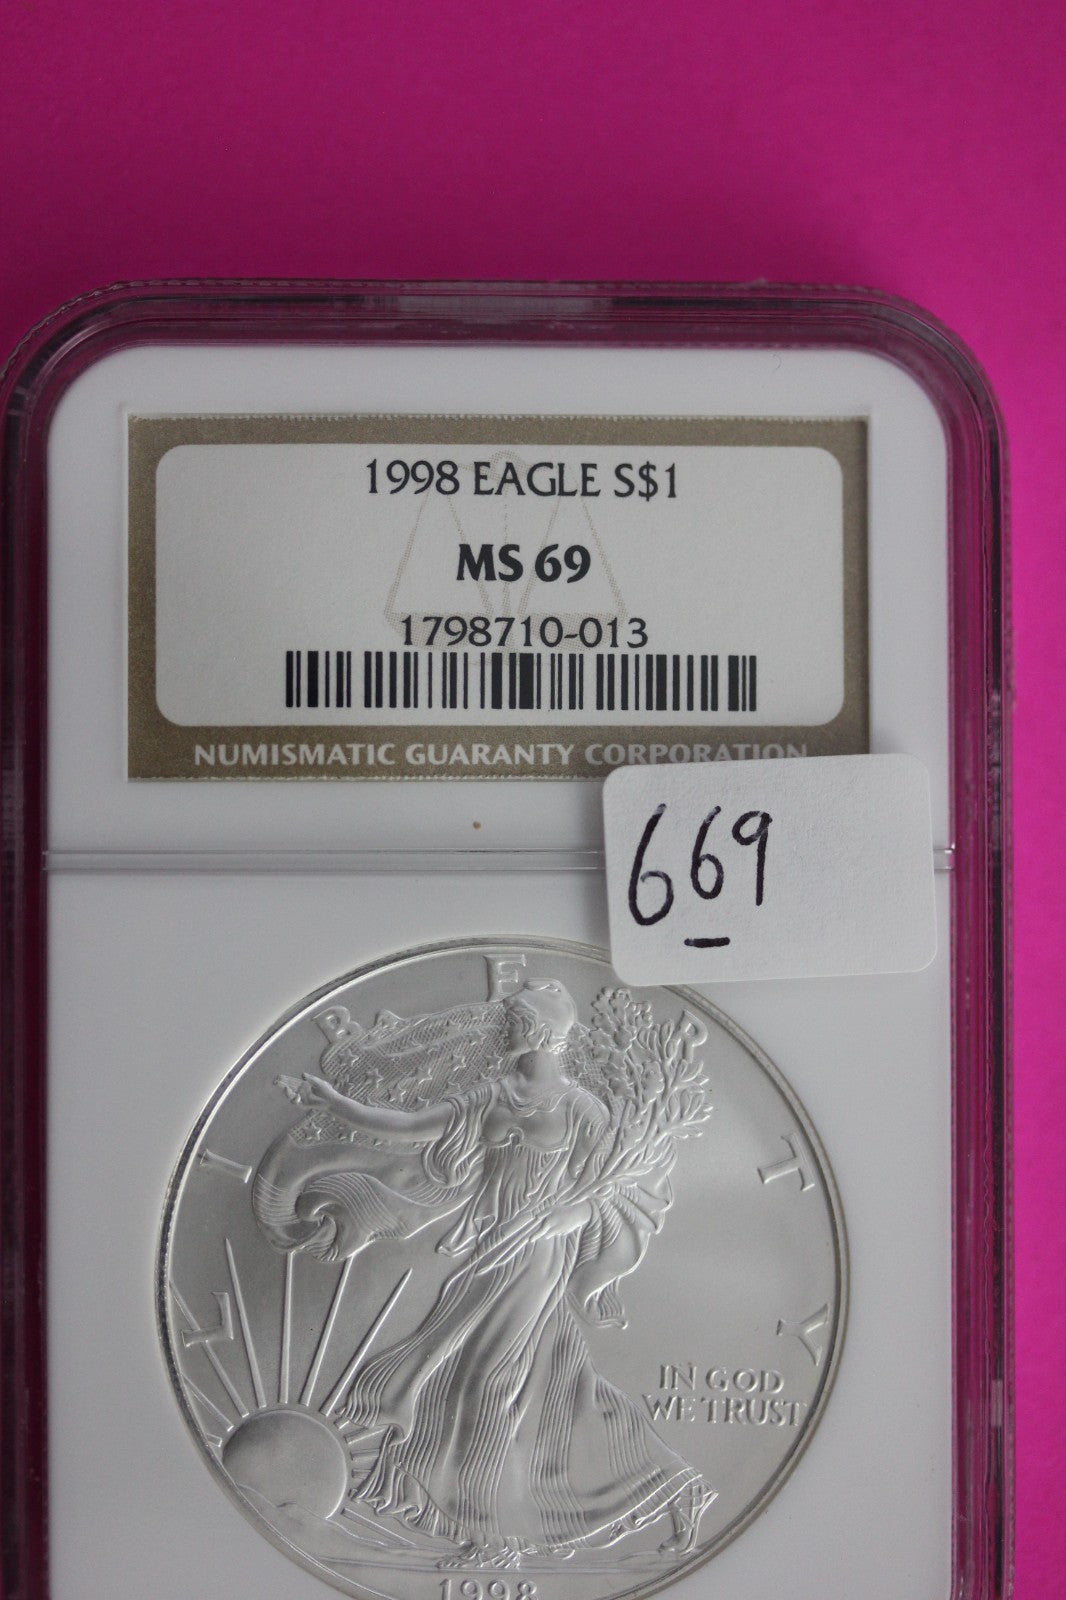 1998 EAGLE S$1
MS 69
1798710-013
NUMISMATIC GUARANTY CORPORATION
669
LIBERTY
IN GOD
WE TRUST
1998